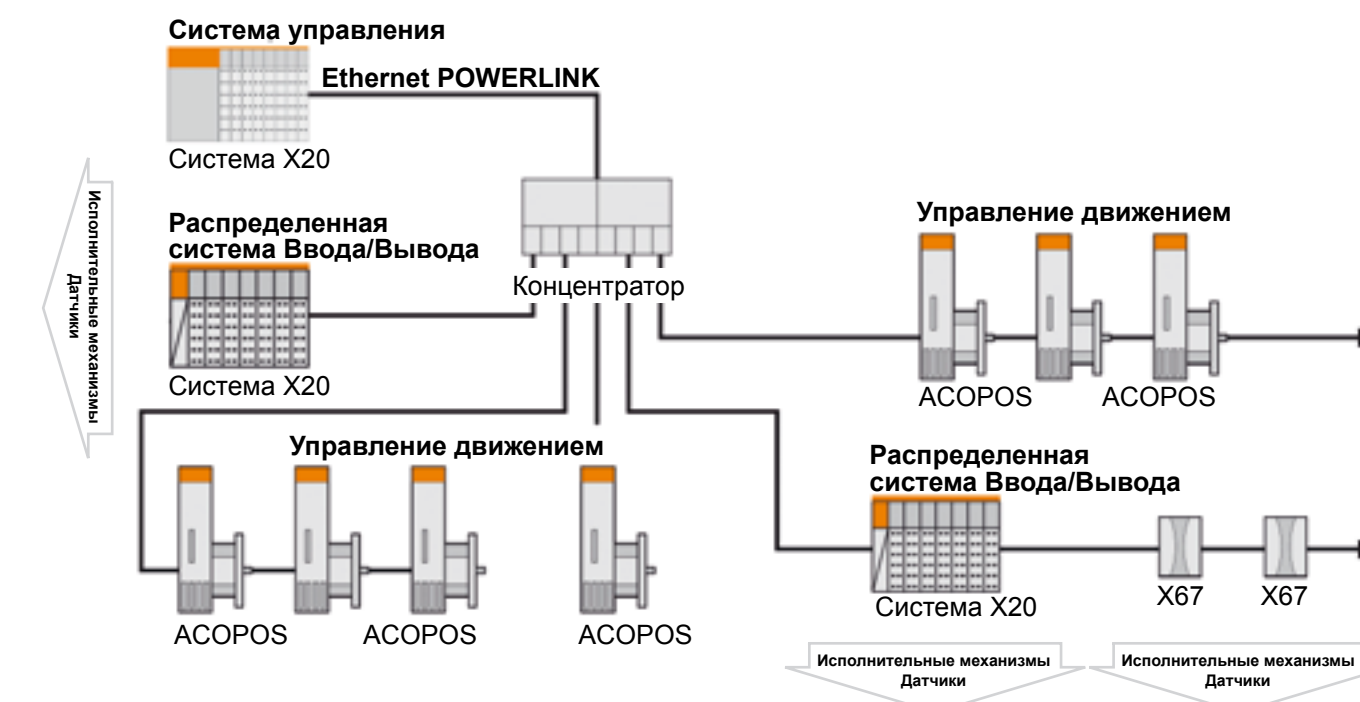 Система управления
Ethernet POWERLINK
Система X20
Исполнительные механизмы
Датчики
Распределенная
система Ввода/Вывода
Система X20
Концентратор
Управление движением
ACOPOS
ACOPOS
Управление движением
ACOPOS
ACOPOS
ACOPOS
Распределенная
система Ввода/Вывода
Система X20
X67
X67
Исполнительные механизмы
Датчики
Исполнительные механизмы
Датчики